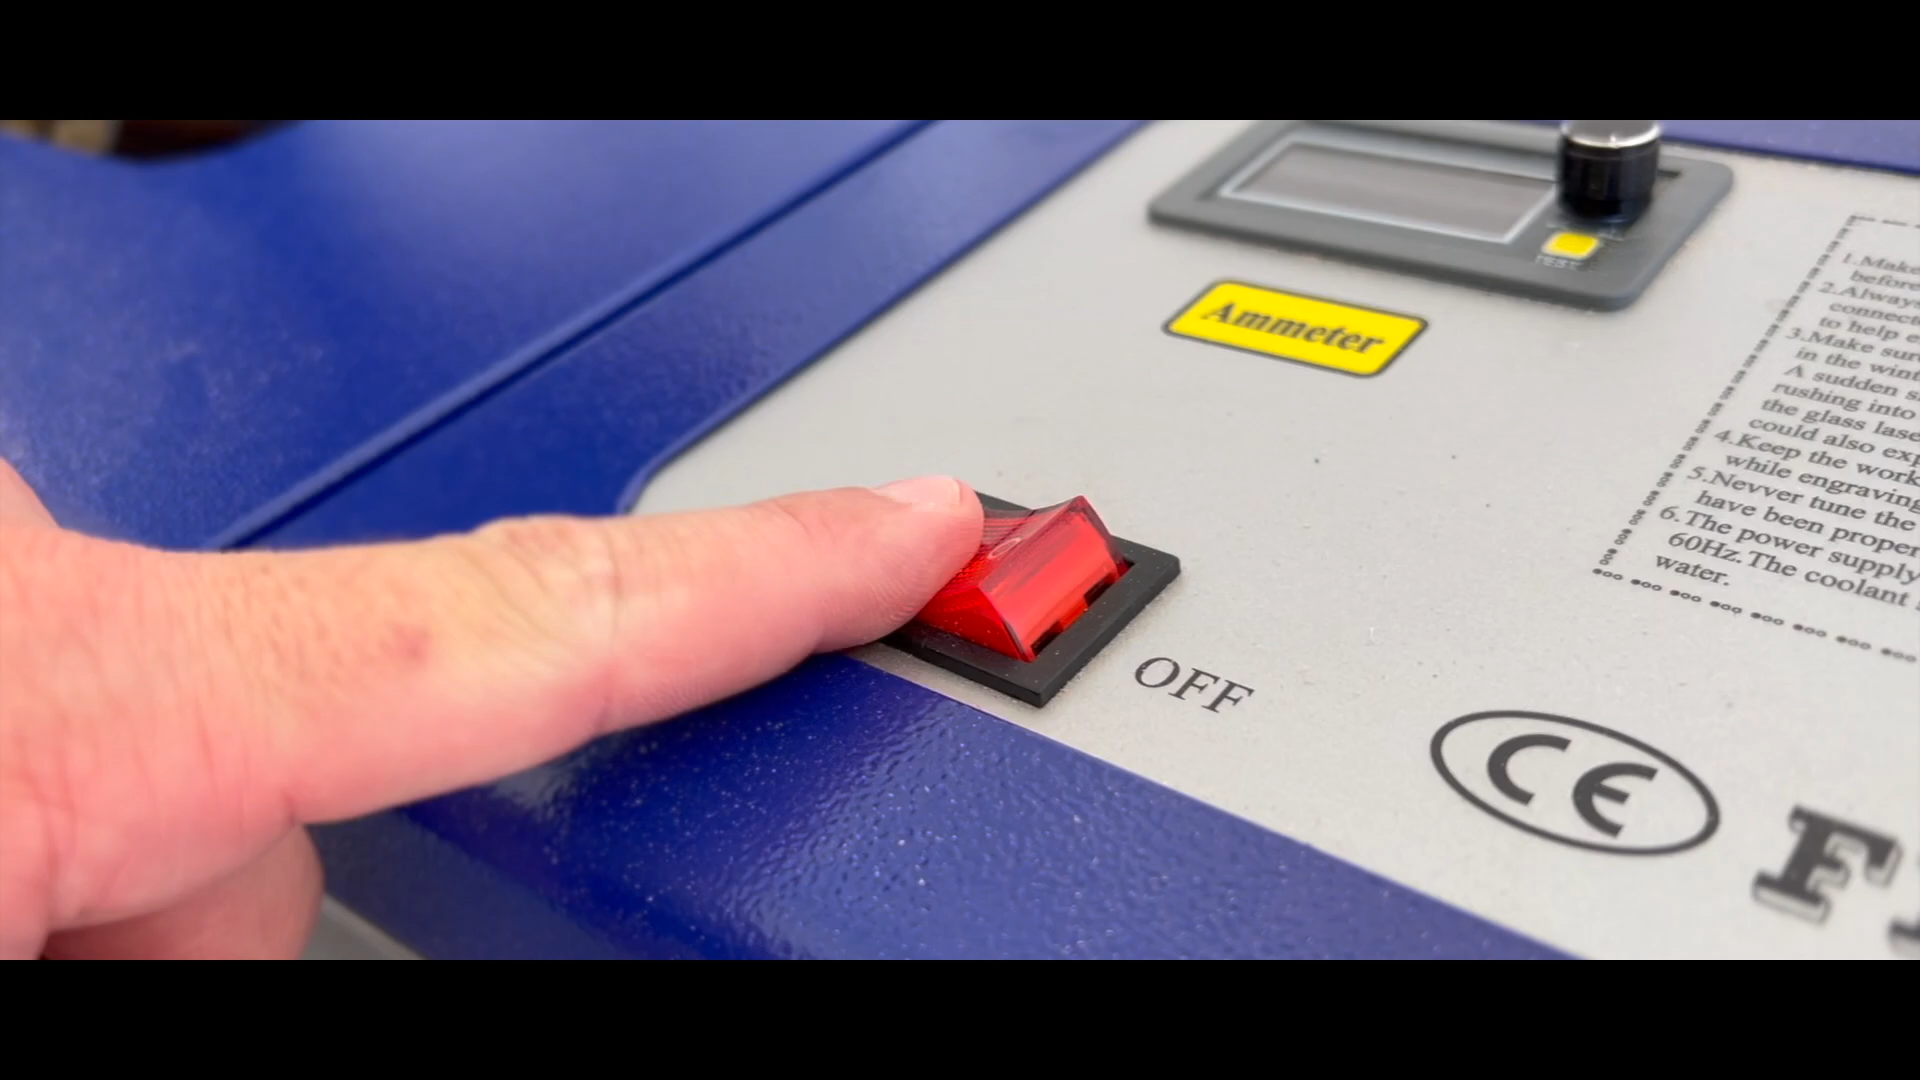 TEST
Ammeter
1.Make
before
2.Always
connect
to help e
3.Make sure
in the wint
A sudden s
rushing into
the glass lase
could also exp
4.Keep the work
while engraving
5.Nevver tune the
have been proper
6.The power supply
60Hz.The coolant
water.
OFF
CE
F